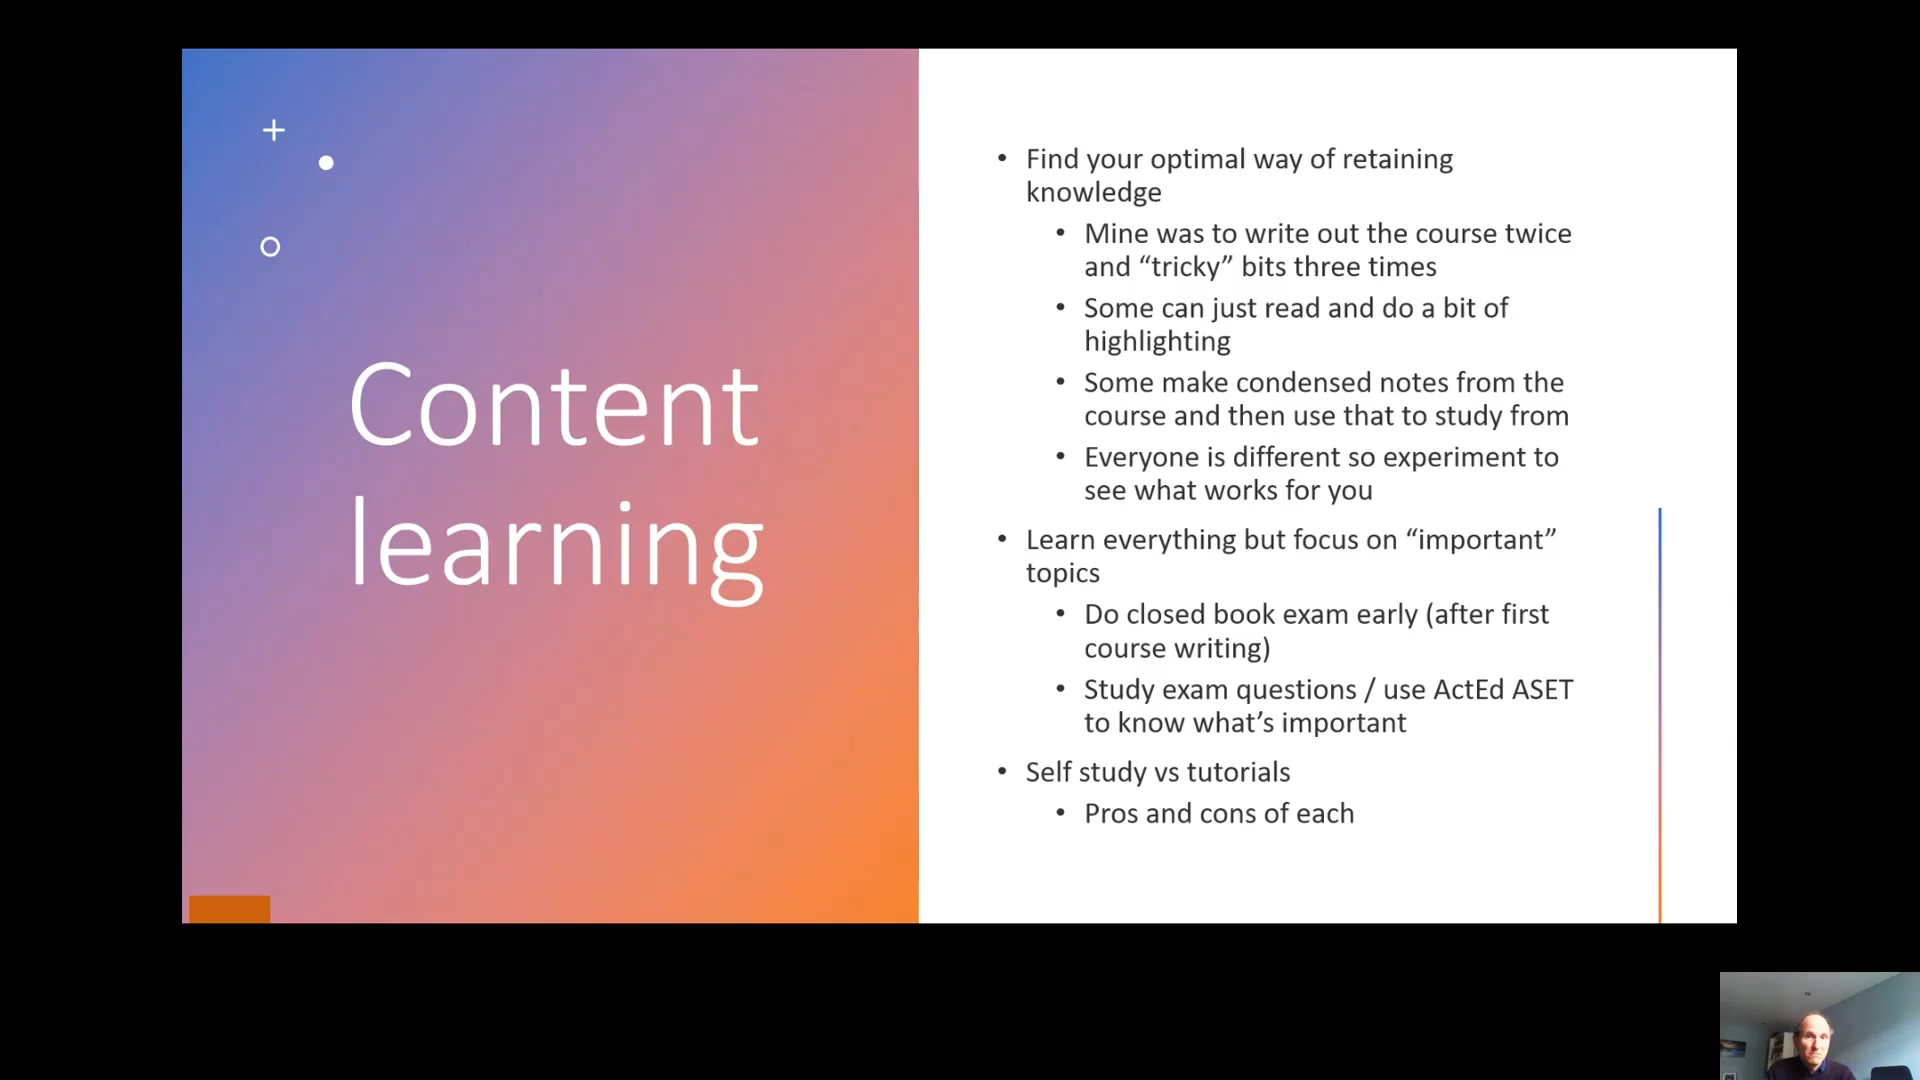 Content
learning
• Find your optimal way of retaining
knowledge
• Mine was to write out the course twice
and “tricky” bits three times
• Some can just read and do a bit of
highlighting
• Some make condensed notes from the
course and then use that to study from
• Everyone is different so experiment to
see what works for you
• Learn everything but focus on “important”
topics
• Do closed book exam early (after first
course writing)
• Study exam questions / use ActEd ASET
to know what’s important
• Self study vs tutorials
• Pros and cons of each